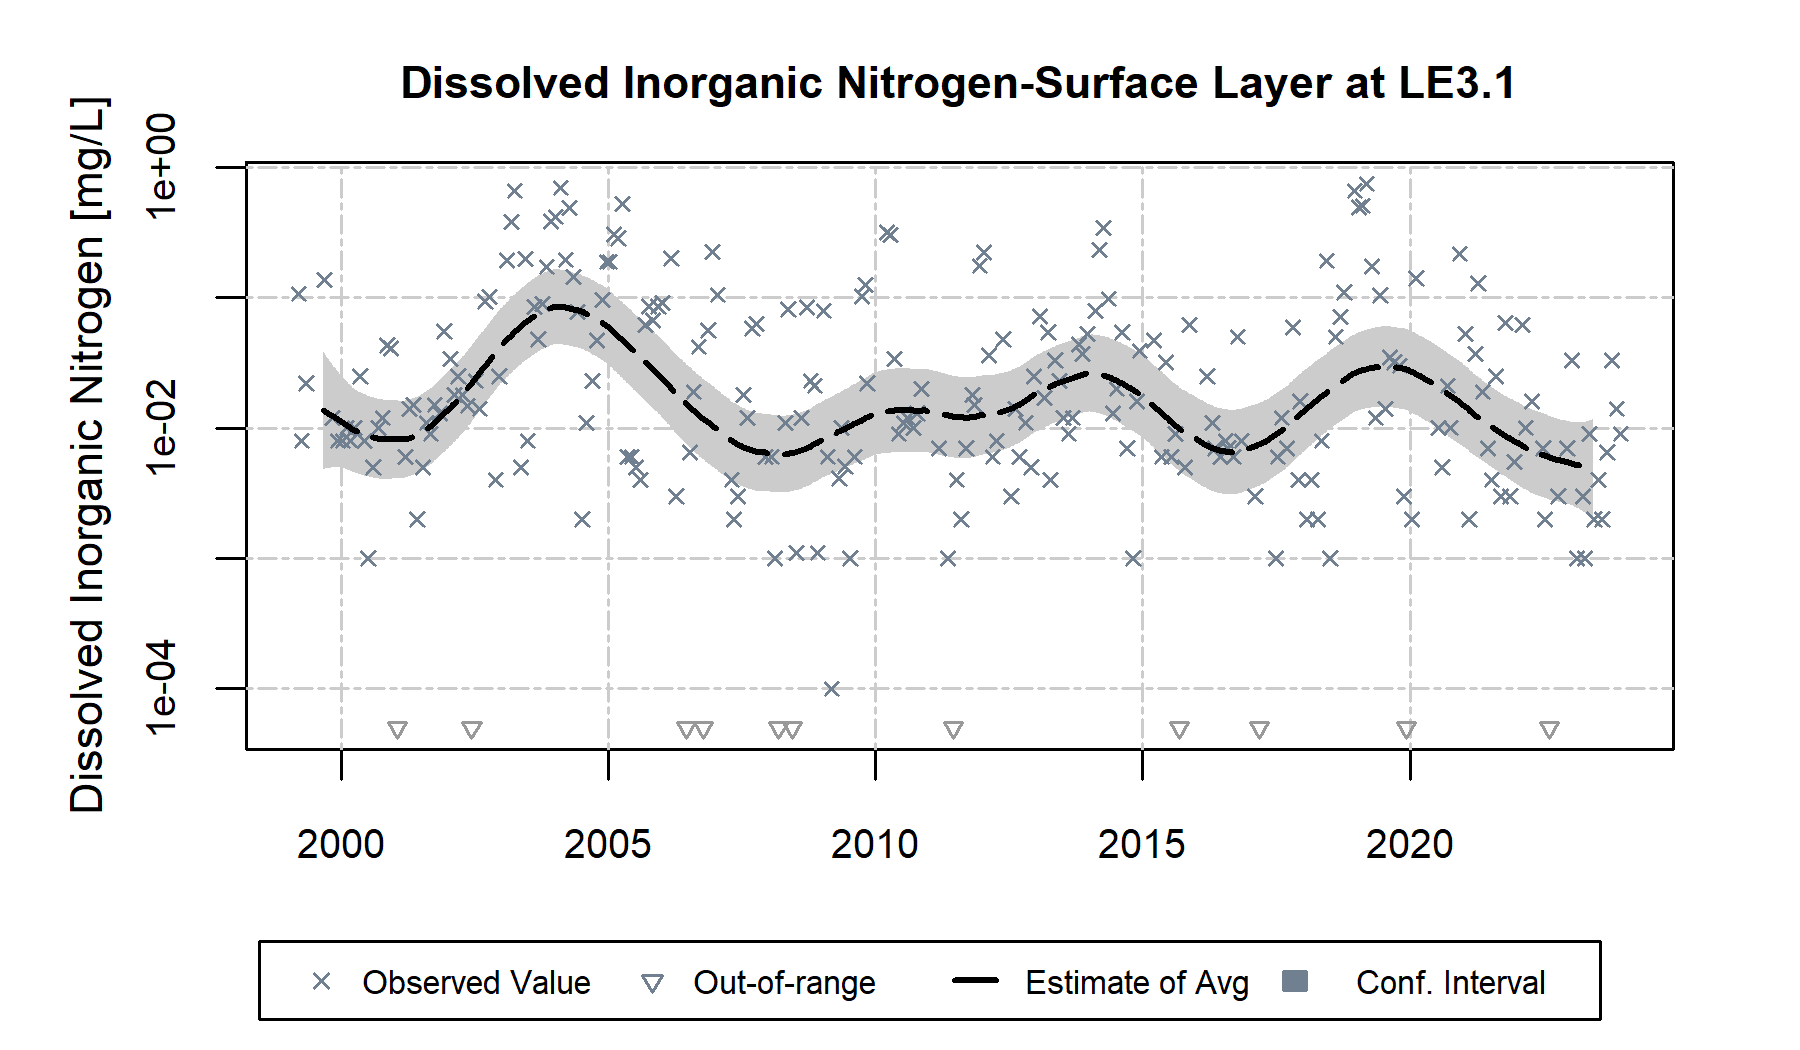 Dissolved Inorganic Nitrogen-Surface Layer at LE3.1
Dissolved Inorganic Nitrogen [mg/L]
1e+00
1e-02
1e-04
2000 2005 2010 2015 2020
Observed Value Out-of-range Estimate of Avg Conf. Interval